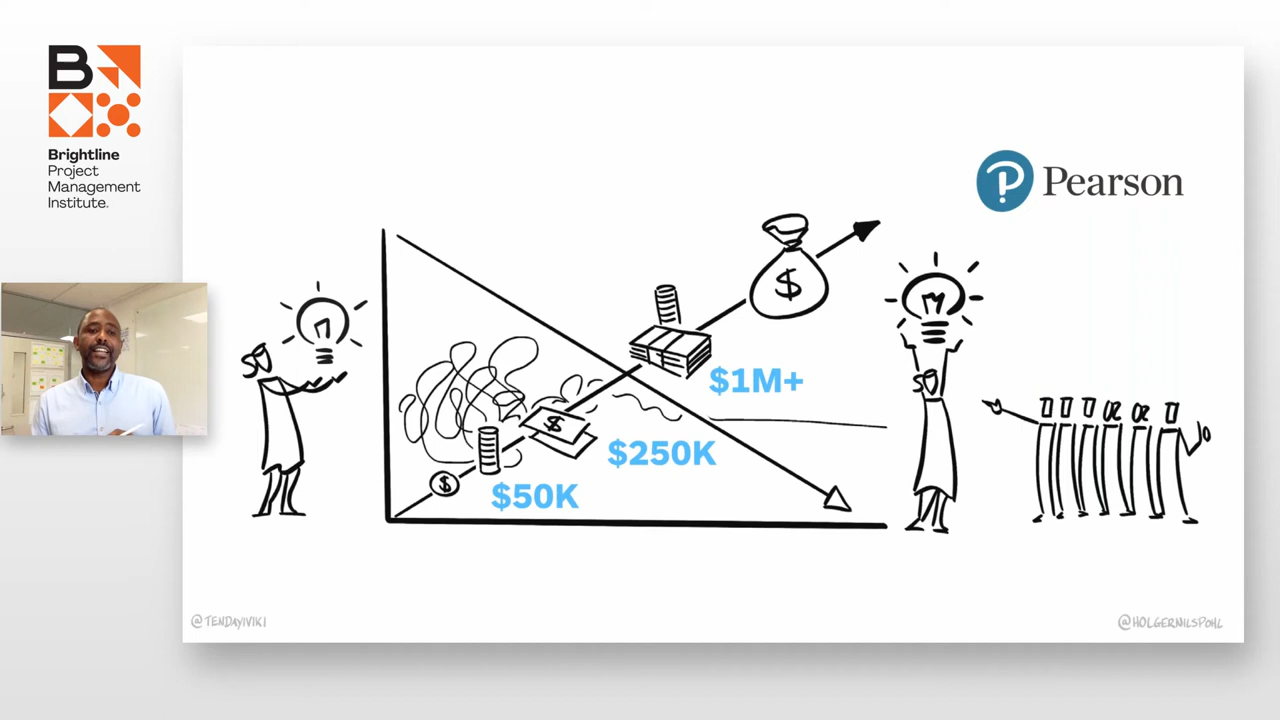 B
Brightline
Project
Management
Institute.
Pearson
$
$1M+
$
$250K
$
$50K
@TENDAYIVIKI
@HOLGERNILSPOHL